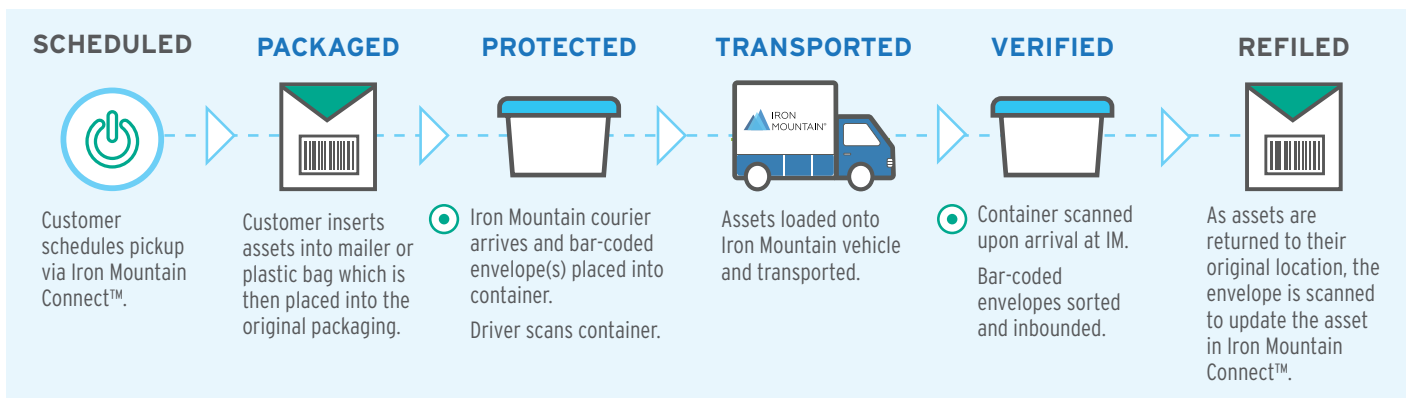 SCHEDULED
PACKAGED
PROTECTED
TRANSPORTED
VERIFIED
REFILED
IRON
MOUNTAIN®
Customer
schedules pickup
via Iron Mountain
Connect™.
Customer inserts
assets into mailer or
plastic bag which is
then placed into the
original packaging.
Iron Mountain courier
arrives and bar-coded
envelope(s) placed into
container.
Driver scans container.
Assets loaded onto
Iron Mountain vehicle
and transported.
Container scanned
upon arrival at IM.
Bar-coded
envelopes sorted
and inbounded.
As assets are
returned to their
original location, the
envelope is scanned
to update the asset
in Iron Mountain
Connect™.